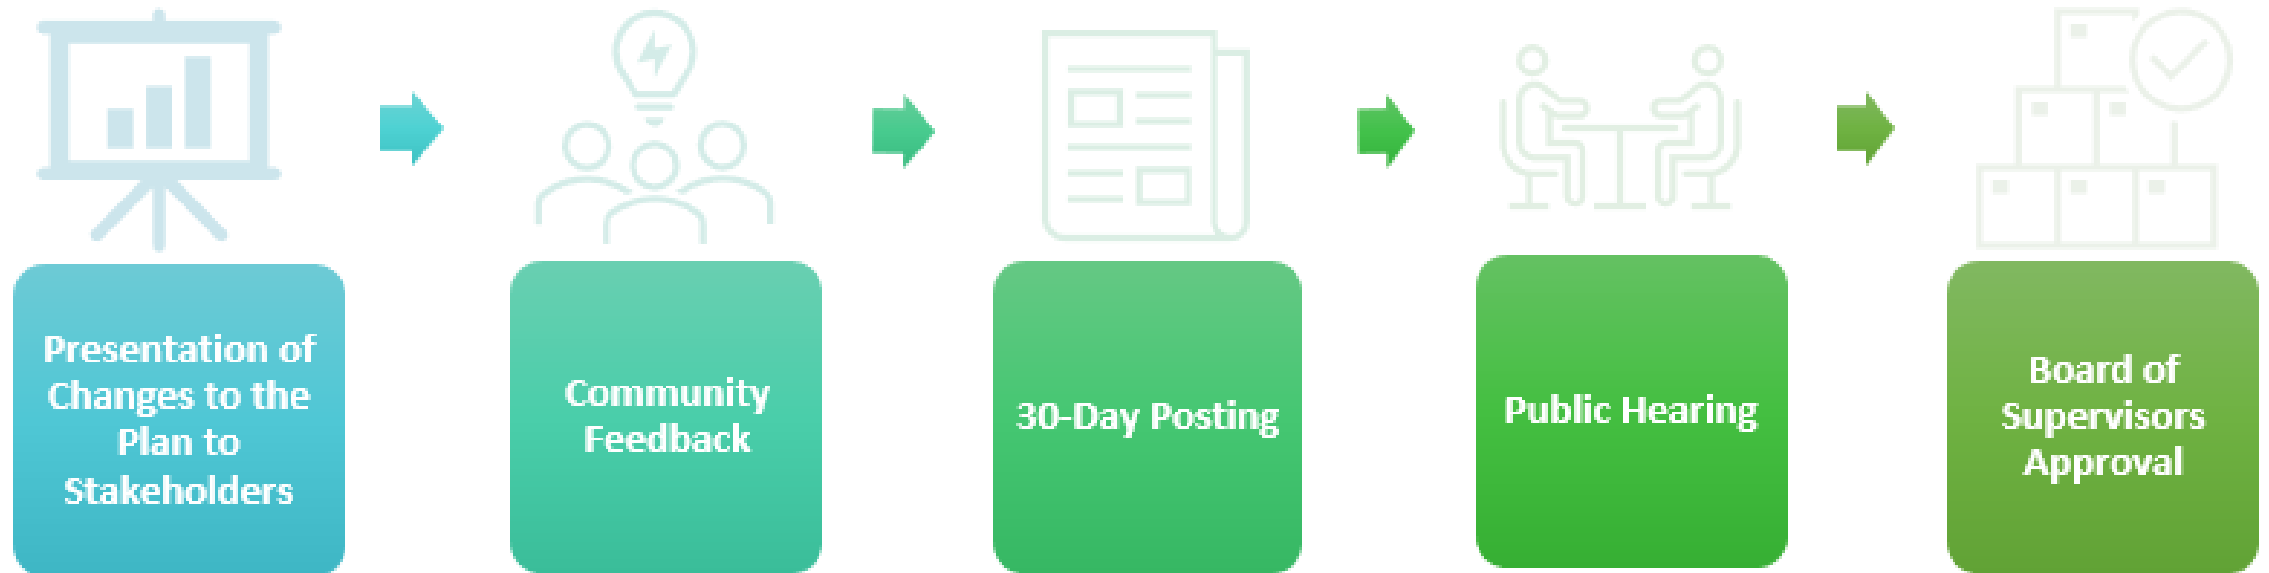 Presentation of
Changes to the
Plan to
Stakeholders
Community
Feedback
30-Day Posting
Public Hearing
Board of
Supervisors
Approval